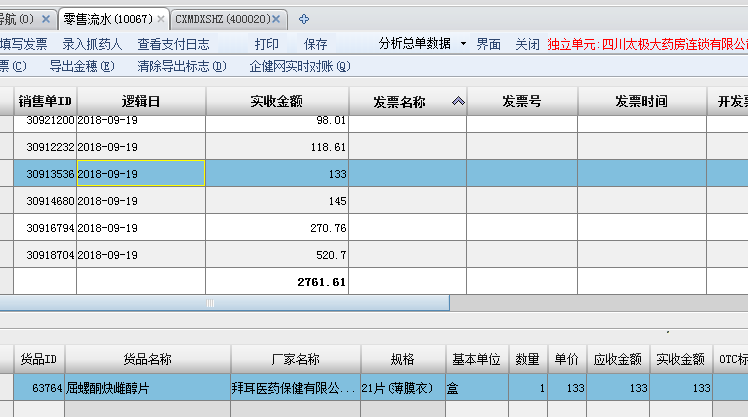 导航(0) × 零售流水(10067) × CXMDXSHZ(400020) ×
填写发票 录入抓药人 查看支付日志 打印 保存 分析总单数据 界面 关闭 独立单元:四川太极大药房连锁有限公
票(C) 导出金穗(E) 清除导出标志(D) 企健网实时对账(Q)
销售单ID 逻辑日 实收金额 发票名称 发票号 发票时间 开发票
30921200 2018-09-19 98.01
30912232 2018-09-19 118.61
30913536 2018-09-19 133
30914680 2018-09-19 145
30916794 2018-09-19 270.76
30918704 2018-09-19 520.7
2761.61
货品ID 货品名称 厂家名称 规格 基本单位 数量 单价 应收金额 实收金额 OTC标
63764 屈螺酮炔雌醇片 拜耳医药保健有限公... 21片(薄膜衣) 盒 1 133 133 133